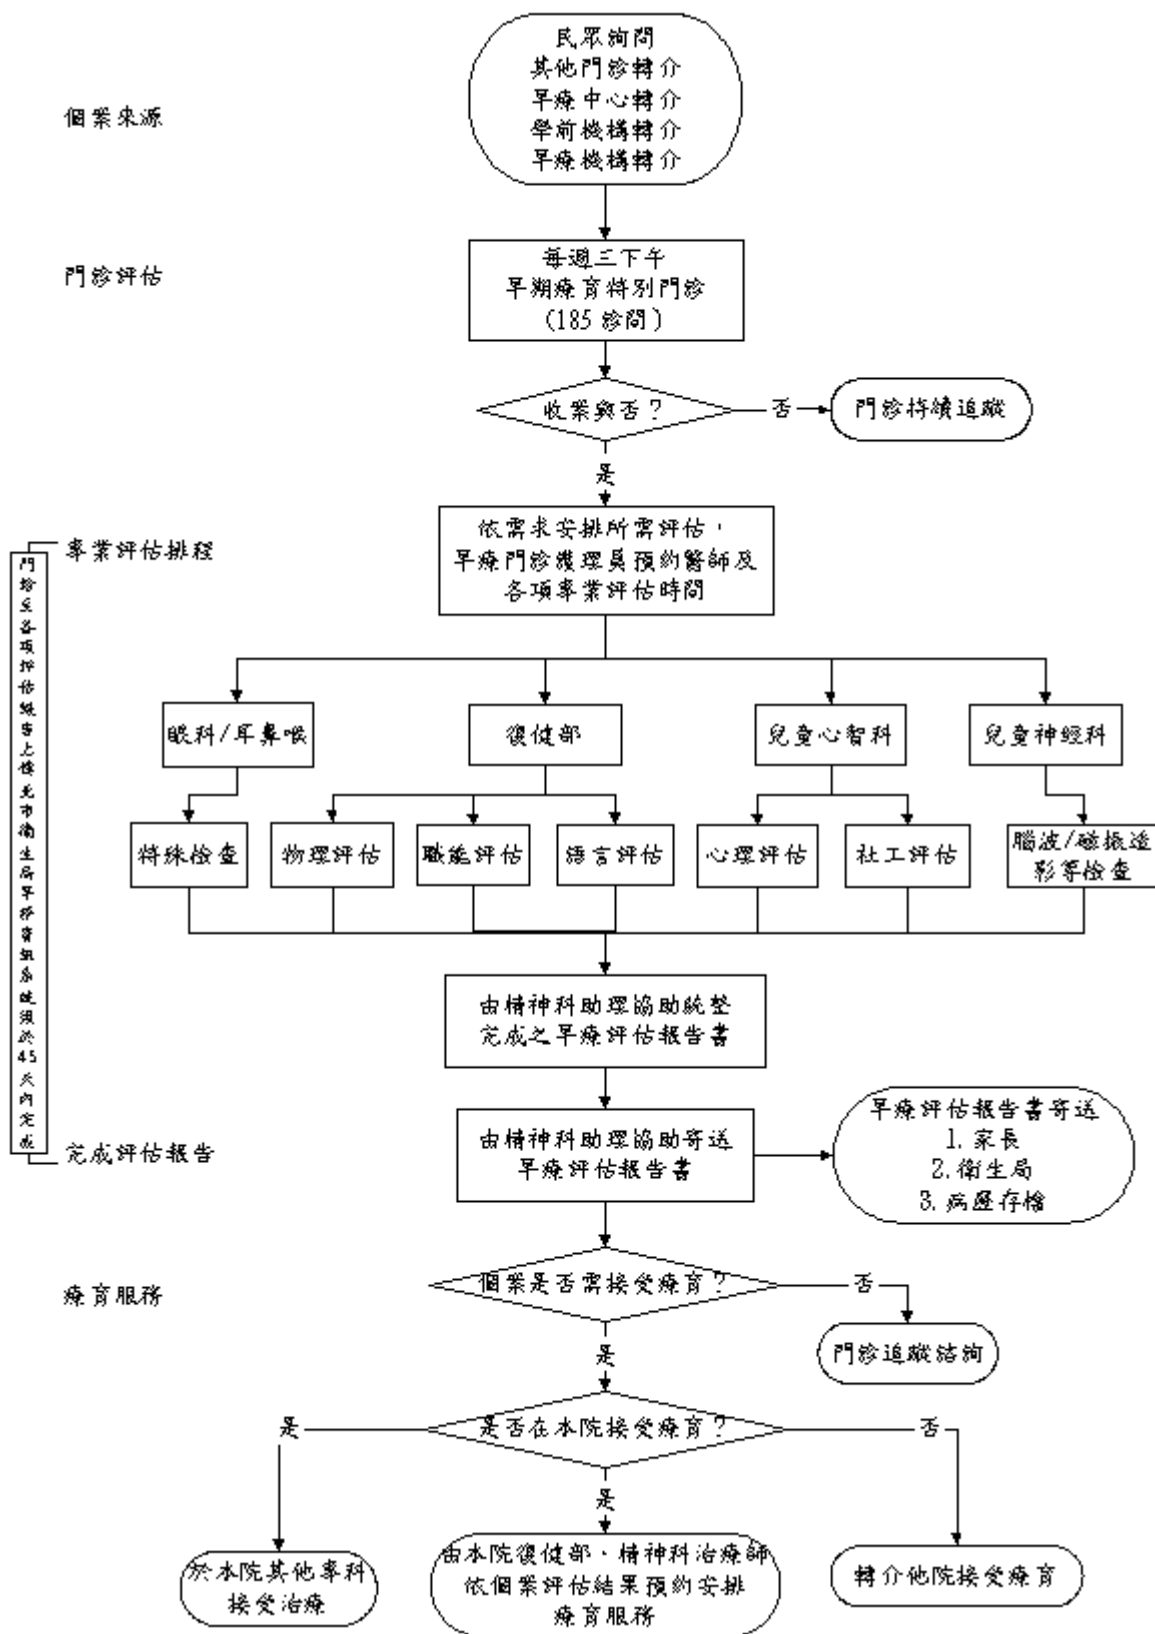 民眾詢問
其他門診轉介
早療中心轉介
學前機構轉介
早療機構轉介
個案來源
門診評估
每週三下午
早期療育特別門診
(185 診間)
收案與否?
否
門診持續追蹤
是
專業評估排程
依需求安排所需評估,
早療門診護理員預約醫師及
各項專業評估時間
門診至各項評估報告上傳北市衛生局早療資訊系統須於45天內完成
眼科/耳鼻喉
復健部
兒童心智科
兒童神經科
特殊檢查
物理評估
職能評估
語言評估
心理評估
社工評估
腦波/磁振造
影等檢查
由精神科助理協助統整
完成之早療評估報告書
完成評估報告
由精神科助理協助寄送
早療評估報告書
早療評估報告書寄送
1. 家長
2. 衛生局
3. 病歷存檔
療育服務
個案是否需接受療育?
否
門診追蹤諮詢
是
是
是否在本院接受療育?
否
是
於本院其他專科
接受治療
由本院復健部、精神科治療師
依個案評估結果預約安排
療育服務
轉介他院接受療育